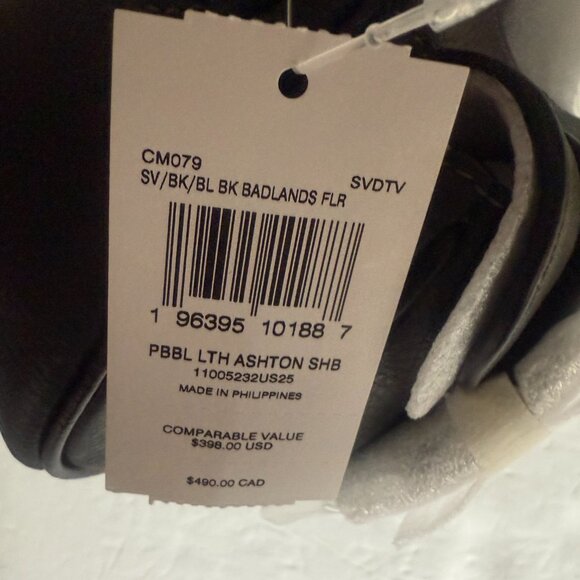 CM079
SV/BK/BL BK BADLANDS FLR SVDTV
1 96395 10188 7
PBBL LTH ASHTON SHB
11005232US25
MADE IN PHILIPPINES
COMPARABLE VALUE
$398.00 USD
$490.00 CAD